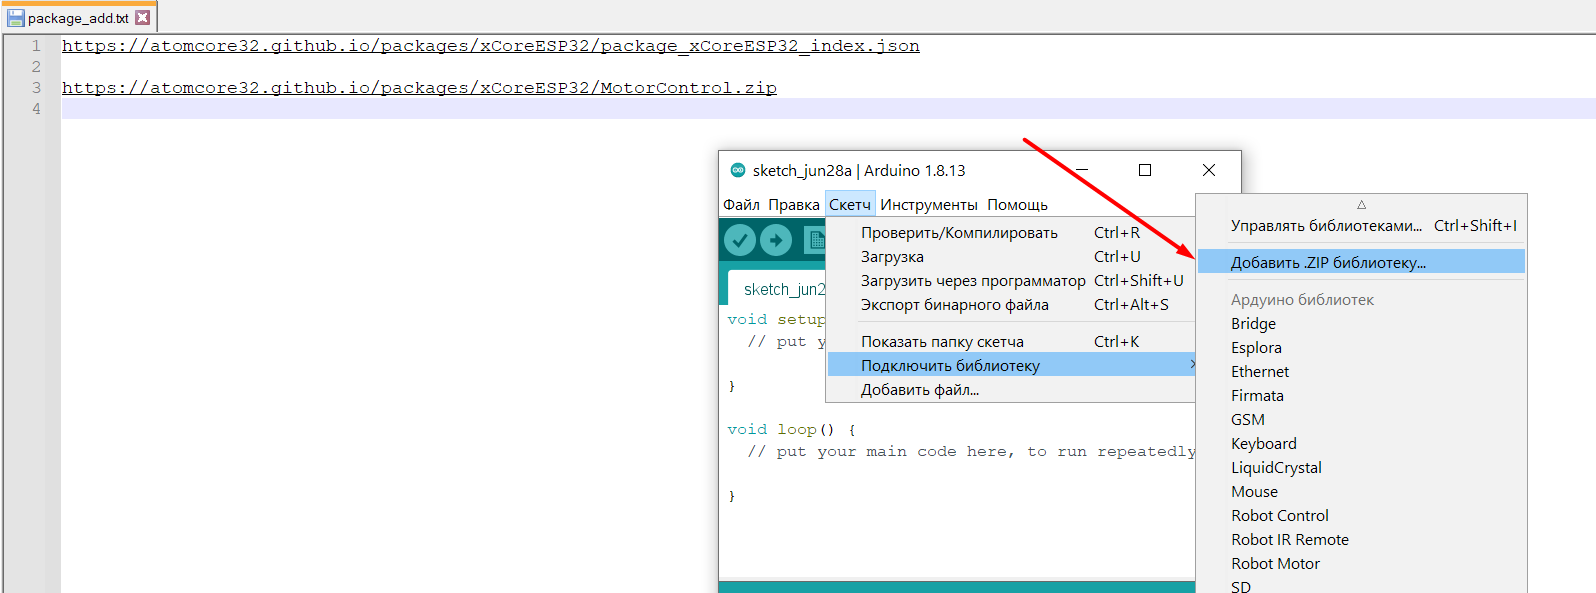 package_add.txt
1 https://atomcore32.github.io/packages/xCoreESP32/package_xCoreESP32_index.json
2
3 https://atomcore32.github.io/packages/xCoreESP32/MotorControl.zip
4
sketch_jun28a | Arduino 1.8.13
Файл Правка Скетч Инструменты Помощь
Проверить/Компилировать Ctrl+R
Загрузка Ctrl+U
Загрузить через программатор Ctrl+Shift+U
Экспорт бинарного файла Ctrl+Alt+S
Показать папку скетча Ctrl+K
Подключить библиотеку
Добавить файл...
Управлять библиотеками... Ctrl+Shift+I
Добавить .ZIP библиотеку...
Ардуино библиотек
Bridge
Esplora
Ethernet
Firmata
GSM
Keyboard
LiquidCrystal
Mouse
Robot Control
Robot IR Remote
Robot Motor
SD
sketch_jun2
void setup
// put y
}
void loop() {
// put your main code here, to run repeatedly
}